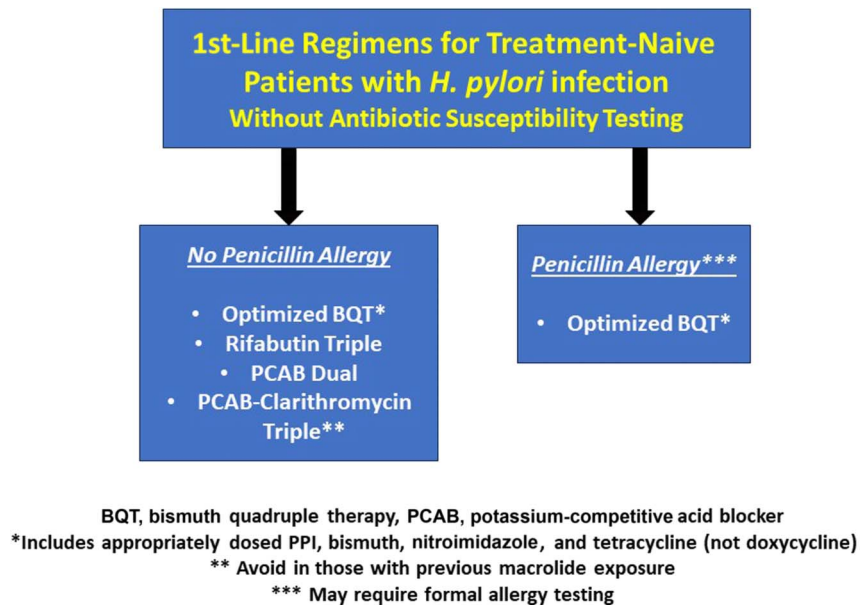 1st-Line Regimens for Treatment-Naive
Patients with H. pylori infection
Without Antibiotic Susceptibility Testing
No Penicillin Allergy
• Optimized BQT*
• Rifabutin Triple
• PCAB Dual
• PCAB-Clarithromycin
Triple**
Penicillin Allergy***
• Optimized BQT*
BQT, bismuth quadruple therapy, PCAB, potassium-competitive acid blocker
*Includes appropriately dosed PPI, bismuth, nitroimidazole, and tetracycline (not doxycycline)
** Avoid in those with previous macrolide exposure
*** May require formal allergy testing